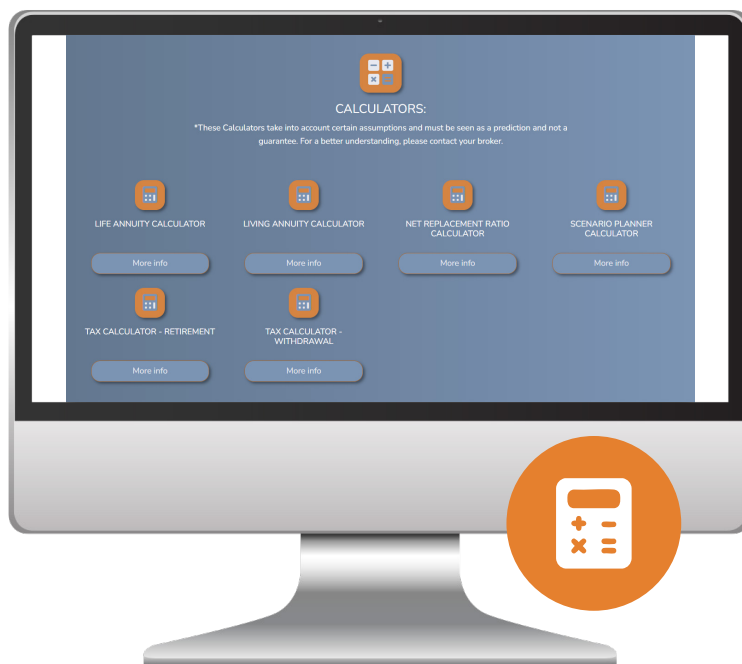 CALCULATORS:
*These Calculators take into account certain assumptions and must be seen as a prediction and not a
guarantee. For a better understanding, please contact your broker.
LIFE ANNUITY CALCULATOR
LIVING ANNUITY CALCULATOR
NET REPLACEMENT RATIO
CALCULATOR
SCENARIO PLANNER
CALCULATOR
More info
More info
More info
More info
TAX CALCULATOR - RETIREMENT
TAX CALCULATOR -
WITHDRAWAL
More info
More info